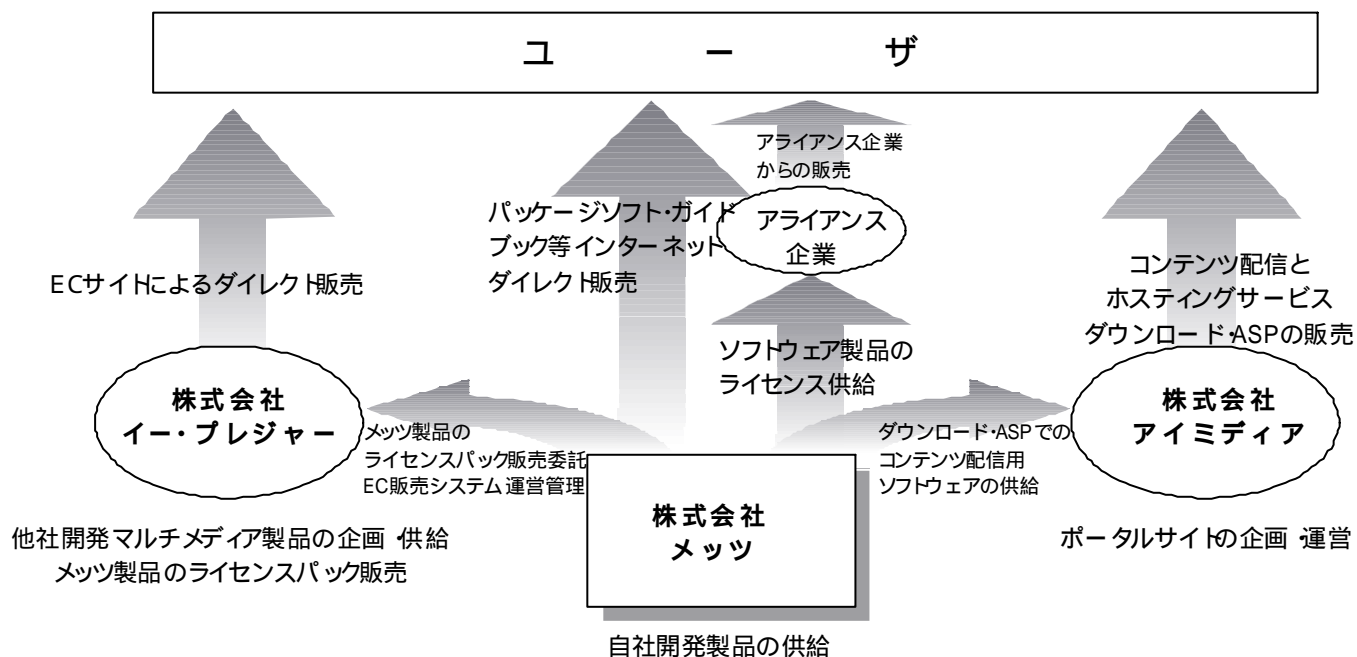 ユーザ
アライアンス企業
からの販売
パッケージソフト・ガイド
ブック等インターネット
ダイレクト販売
アライアンス
企業
ECサイトによるダイレクト販売
コンテンツ配信と
ホスティングサービス
ダウンロード・ASPの販売
ソフトウェア製品の
ライセンス供給
株式会社
イー・プレジャー
株式会社
アイミディア
メッツ製品の
ライセンスパック販売委託
EC販売システム運営管理
ダウンロード・ASPでの
コンテンツ配信用
ソフトウェアの供給
株式会社
メッツ
他社開発マルチメディア製品の企画・供給
メッツ製品のライセンスパック販売
ポータルサイトの企画・運営
自社開発製品の供給